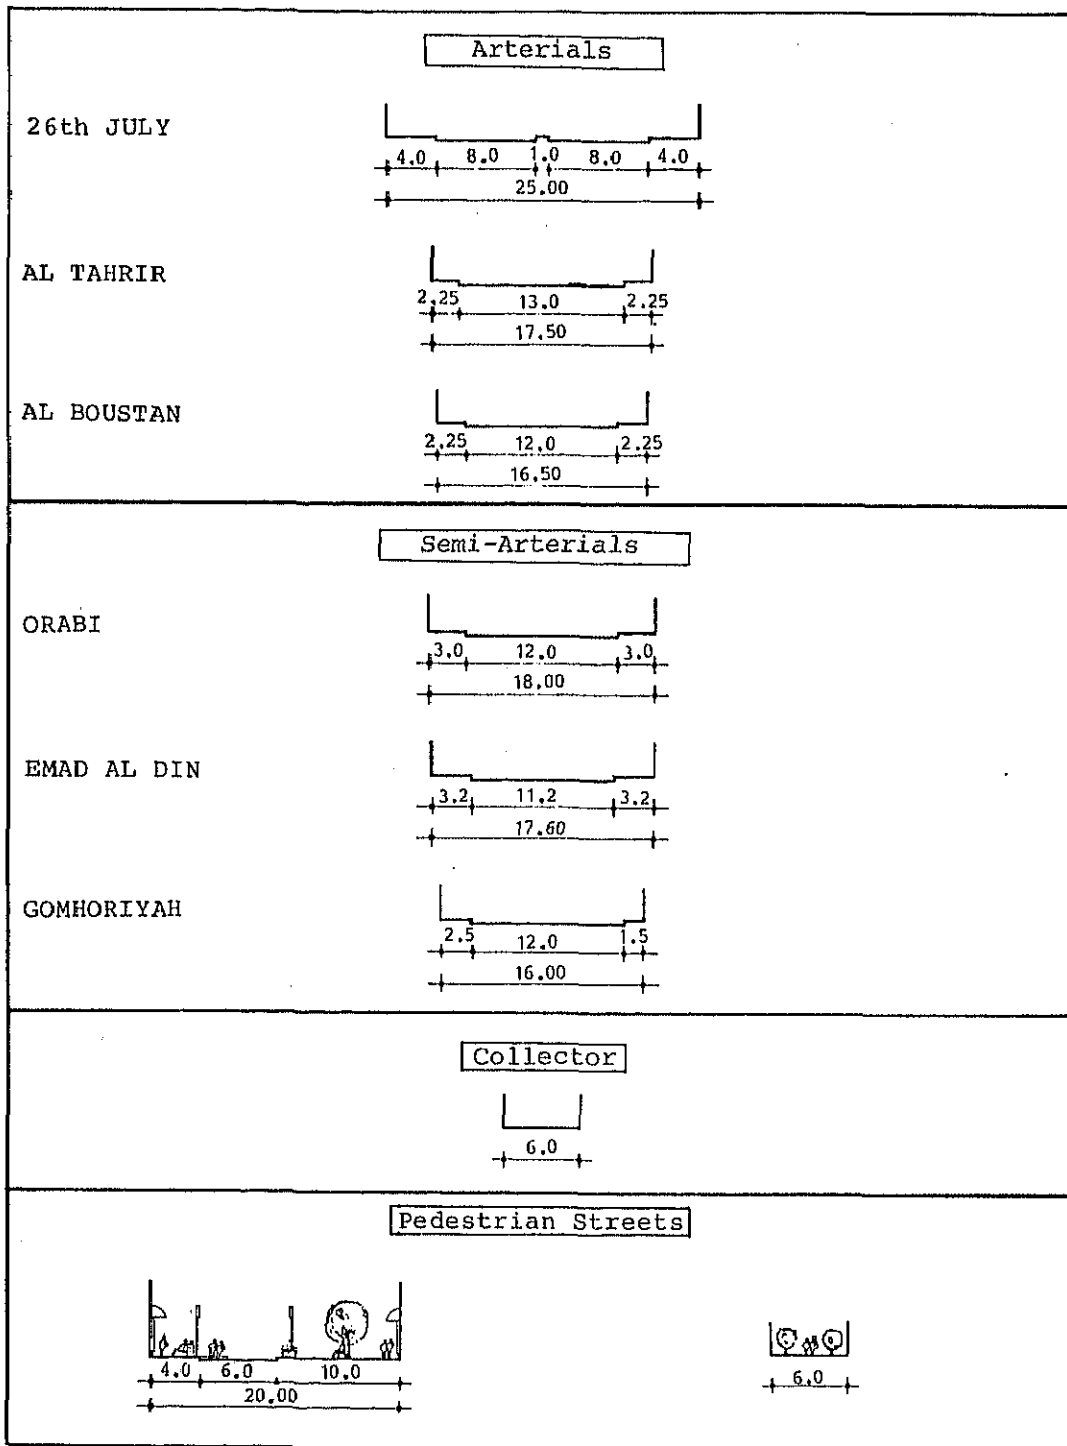 Arterials
26th JULY
4.0 8.0 1.0 8.0 4.0
25.00
AL TAHRIR
2.25 13.0 2.25
17.50
AL BOUSTAN
2.25 12.0 2.25
16.50
Semi-Arterials
ORABI
3.0 12.0 3.0
18.00
EMAD AL DIN
3.2 11.2 3.2
17.60
GOMHORIYAH
2.5 12.0 1.5
16.00
Collector
6.0
Pedestrian Streets
4.0 6.0 10.0
20.00
6.0